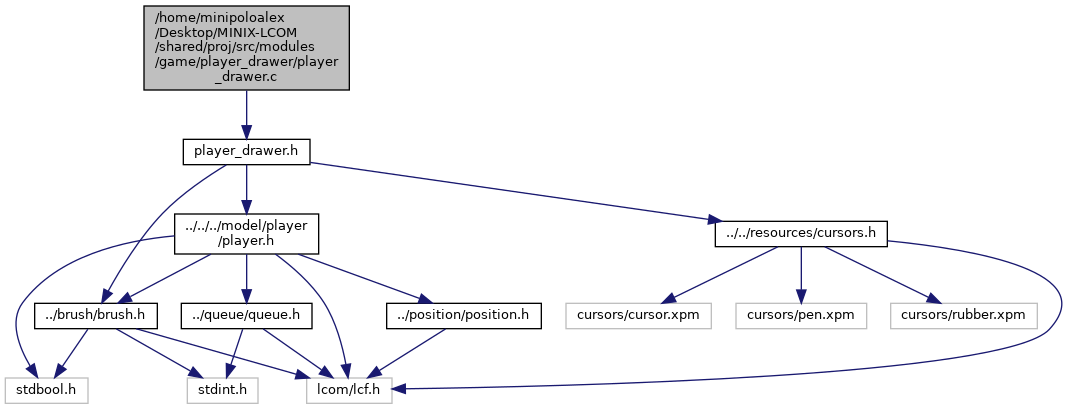 /home/minipoloalex
/Desktop/MINIX-LCOM
/shared/proj/src/modules
/game/player_drawer/player
_drawer.c
player_drawer.h
../../../model/player
/player.h
../../resources/cursors.h
../brush/brush.h
../queue/queue.h
../position/position.h
cursors/cursor.xpm
cursors/pen.xpm
cursors/rubber.xpm
stdbool.h
stdint.h
lcom/lcf.h